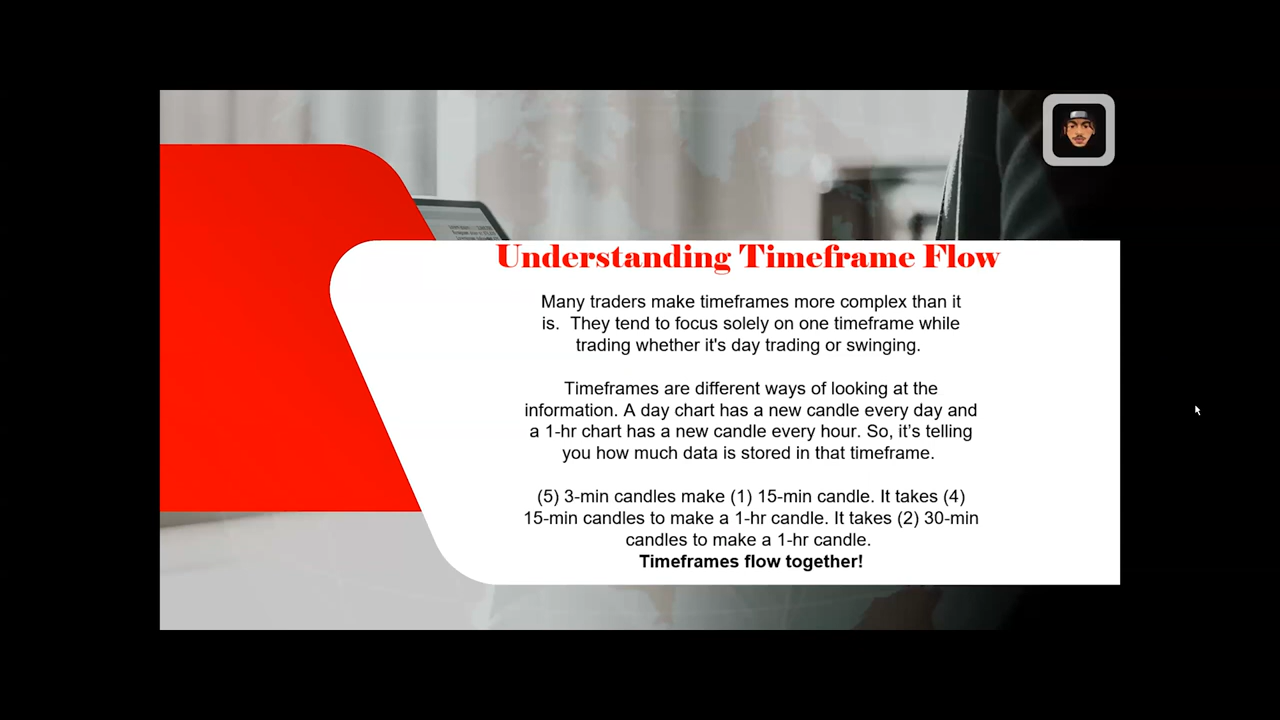 Understanding Timeframe Flow
Many traders make timeframes more complex than it
is.  They tend to focus solely on one timeframe while
trading whether it's day trading or swinging.
Timeframes are different ways of looking at the
information. A day chart has a new candle every day and
a 1-hr chart has a new candle every hour. So, it’s telling
you how much data is stored in that timeframe.
(5) 3-min candles make (1) 15-min candle. It takes (4)
15-min candles to make a 1-hr candle. It takes (2) 30-min
candles to make a 1-hr candle.
Timeframes flow together!